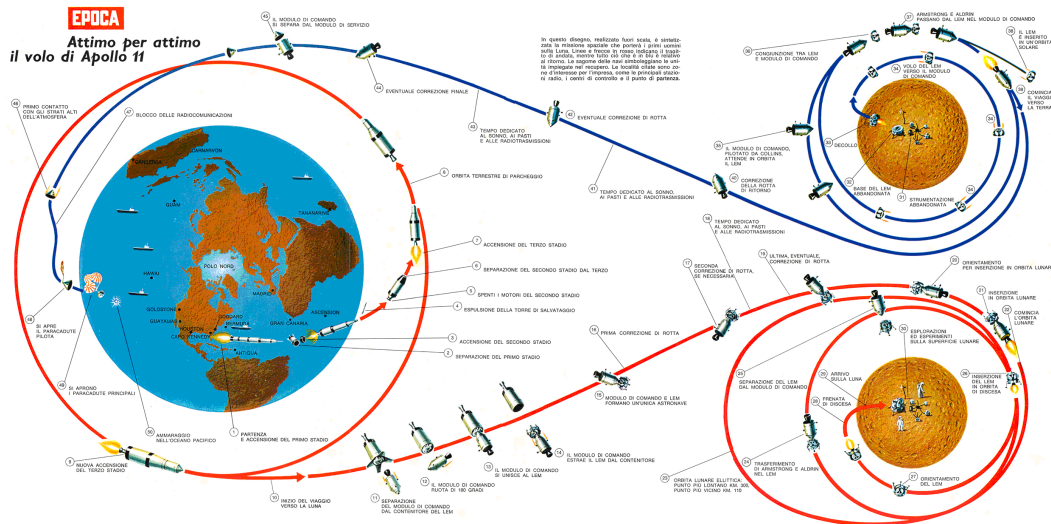 EPOCA
Attimo per attimo
il volo di Apollo 11
In questo disegno, realizzato fuori scala, è sintetiz-
zata la missione spaziale che porterà i primi uomini
sulla Luna. Linee e frecce in rosso indicano il tragit-
to di andata, mentre tutto ciò che è in blu è relativo
al ritorno. Le sagome delle navi simboleggiano le uni-
tà impiegate nel recupero. Le località citate sono zo-
ne d'interesse per l'impresa, come le principali stazio-
ni radio, i centri di controllo e il punto di partenza.
45
IL MODULO DI COMANDO
SI SEPARA DAL MODULO DI SERVIZIO
44
EVENTUALE CORREZIONE FINALE
43
TEMPO DEDICATO
AL SONNO, AI PASTI
E ALLE RADIOTRASMISSIONI
42
EVENTUALE CORREZIONE DI ROTTA
41
TEMPO DEDICATO AL SONNO,
AI PASTI E ALLE RADIOTRASMISSIONI
40
CORREZIONE
DELLA ROTTA
DI RITORNO
46
PRIMO CONTATTO
CON GLI STRATI ALTI
DELL'ATMOSFERA
47
BLOCCO DELLE RADIOCOMUNICAZIONI
48
SI APRE
IL PARACADUTE
PILOTA
49
SI APRONO
I PARACADUTE PRINCIPALI
50
AMMARAGGIO
NELL'OCEANO PACIFICO
CARNARVON
GUAM
TANANARIVE
POLO NORD
HAWAI
MADRID
GOLDSTONE
GUAYMAS
HOUSTON
GODDARD
BERMUDA
CAPO KENNEDY
ANTIGUA
GRAN CANARIA
ASCENSION
1
PARTENZA
E ACCENSIONE DEL PRIMO STADIO
2
SEPARAZIONE DEL PRIMO STADIO
3
ACCENSIONE DEL SECONDO STADIO
4
ESPULSIONE DELLA TORRE DI SALVATAGGIO
5
SPENTI I MOTORI DEL SECONDO STADIO
6
SEPARAZIONE DEL SECONDO STADIO DAL TERZO
7
ACCENSIONE DEL TERZO STADIO
8
ORBITA TERRESTRE DI PARCHEGGIO
9
NUOVA ACCENSIONE
DEL TERZO STADIO
10
INIZIO DEL VIAGGIO
VERSO LA LUNA
11
SEPARAZIONE
DEL MODULO DI COMANDO
DAL CONTENITORE DEL LEM
12
IL MODULO DI COMANDO
RUOTA DI 180 GRADI
13
IL MODULO DI COMANDO
SI UNISCE AL LEM
14
IL MODULO DI COMANDO
ESTRAE IL LEM DAL CONTENITORE
15
MODULO DI COMANDO E LEM
FORMANO UN'UNICA ASTRONAVE
16
PRIMA CORREZIONE DI ROTTA
17
SECONDA
CORREZIONE DI ROTTA,
SE NECESSARIA
18
TEMPO DEDICATO
AL SONNO, AI PASTI
E ALLE RADIOTRASMISSIONI
19
ULTIMA, EVENTUALE,
CORREZIONE DI ROTTA
20
ORIENTAMENTO
PER INSERZIONE IN ORBITA LUNARE
21
INSERZIONE
IN ORBITA LUNARE
22
COMINCIA
L'ORBITA
LUNARE
23
ORBITA LUNARE ELLITTICA:
PUNTO PIÙ LONTANO KM. 300,
PUNTO PIÙ VICINO KM. 110
24
TRASFERIMENTO
DI ARMSTRONG E ALDRIN
NEL LEM
25
SEPARAZIONE DEL LEM
DAL MODULO DI COMANDO
26
INSERZIONE
DEL LEM
IN ORBITA
DI DISCESA
27
ORIENTAMENTO
DEL LEM
28
FRENATA
DI DISCESA
29
ARRIVO
SULLA LUNA
30
ESPLORAZIONI
ED ESPERIMENTI
SULLA SUPERFICIE LUNARE
31
STRUMENTAZIONE
ABBANDONATA
32
BASE DEL LEM
ABBANDONATA
33
DECOLLO
34
VOLO DEL LEM
VERSO IL MODULO
DI COMANDO
34
34
35
IL MODULO DI COMANDO,
PILOTATO DA COLLINS,
ATTENDE IN ORBITA
IL LEM
36
CONGIUNZIONE TRA LEM
E MODULO DI COMANDO
37
ARMSTRONG E ALDRIN
PASSANO DAL LEM NEL MODULO DI COMANDO
38
IL LEM
È INSERITO
IN UN'ORBITA
SOLARE
39
COMINCIA
IL VIAGGIO
VERSO
LA TERRA